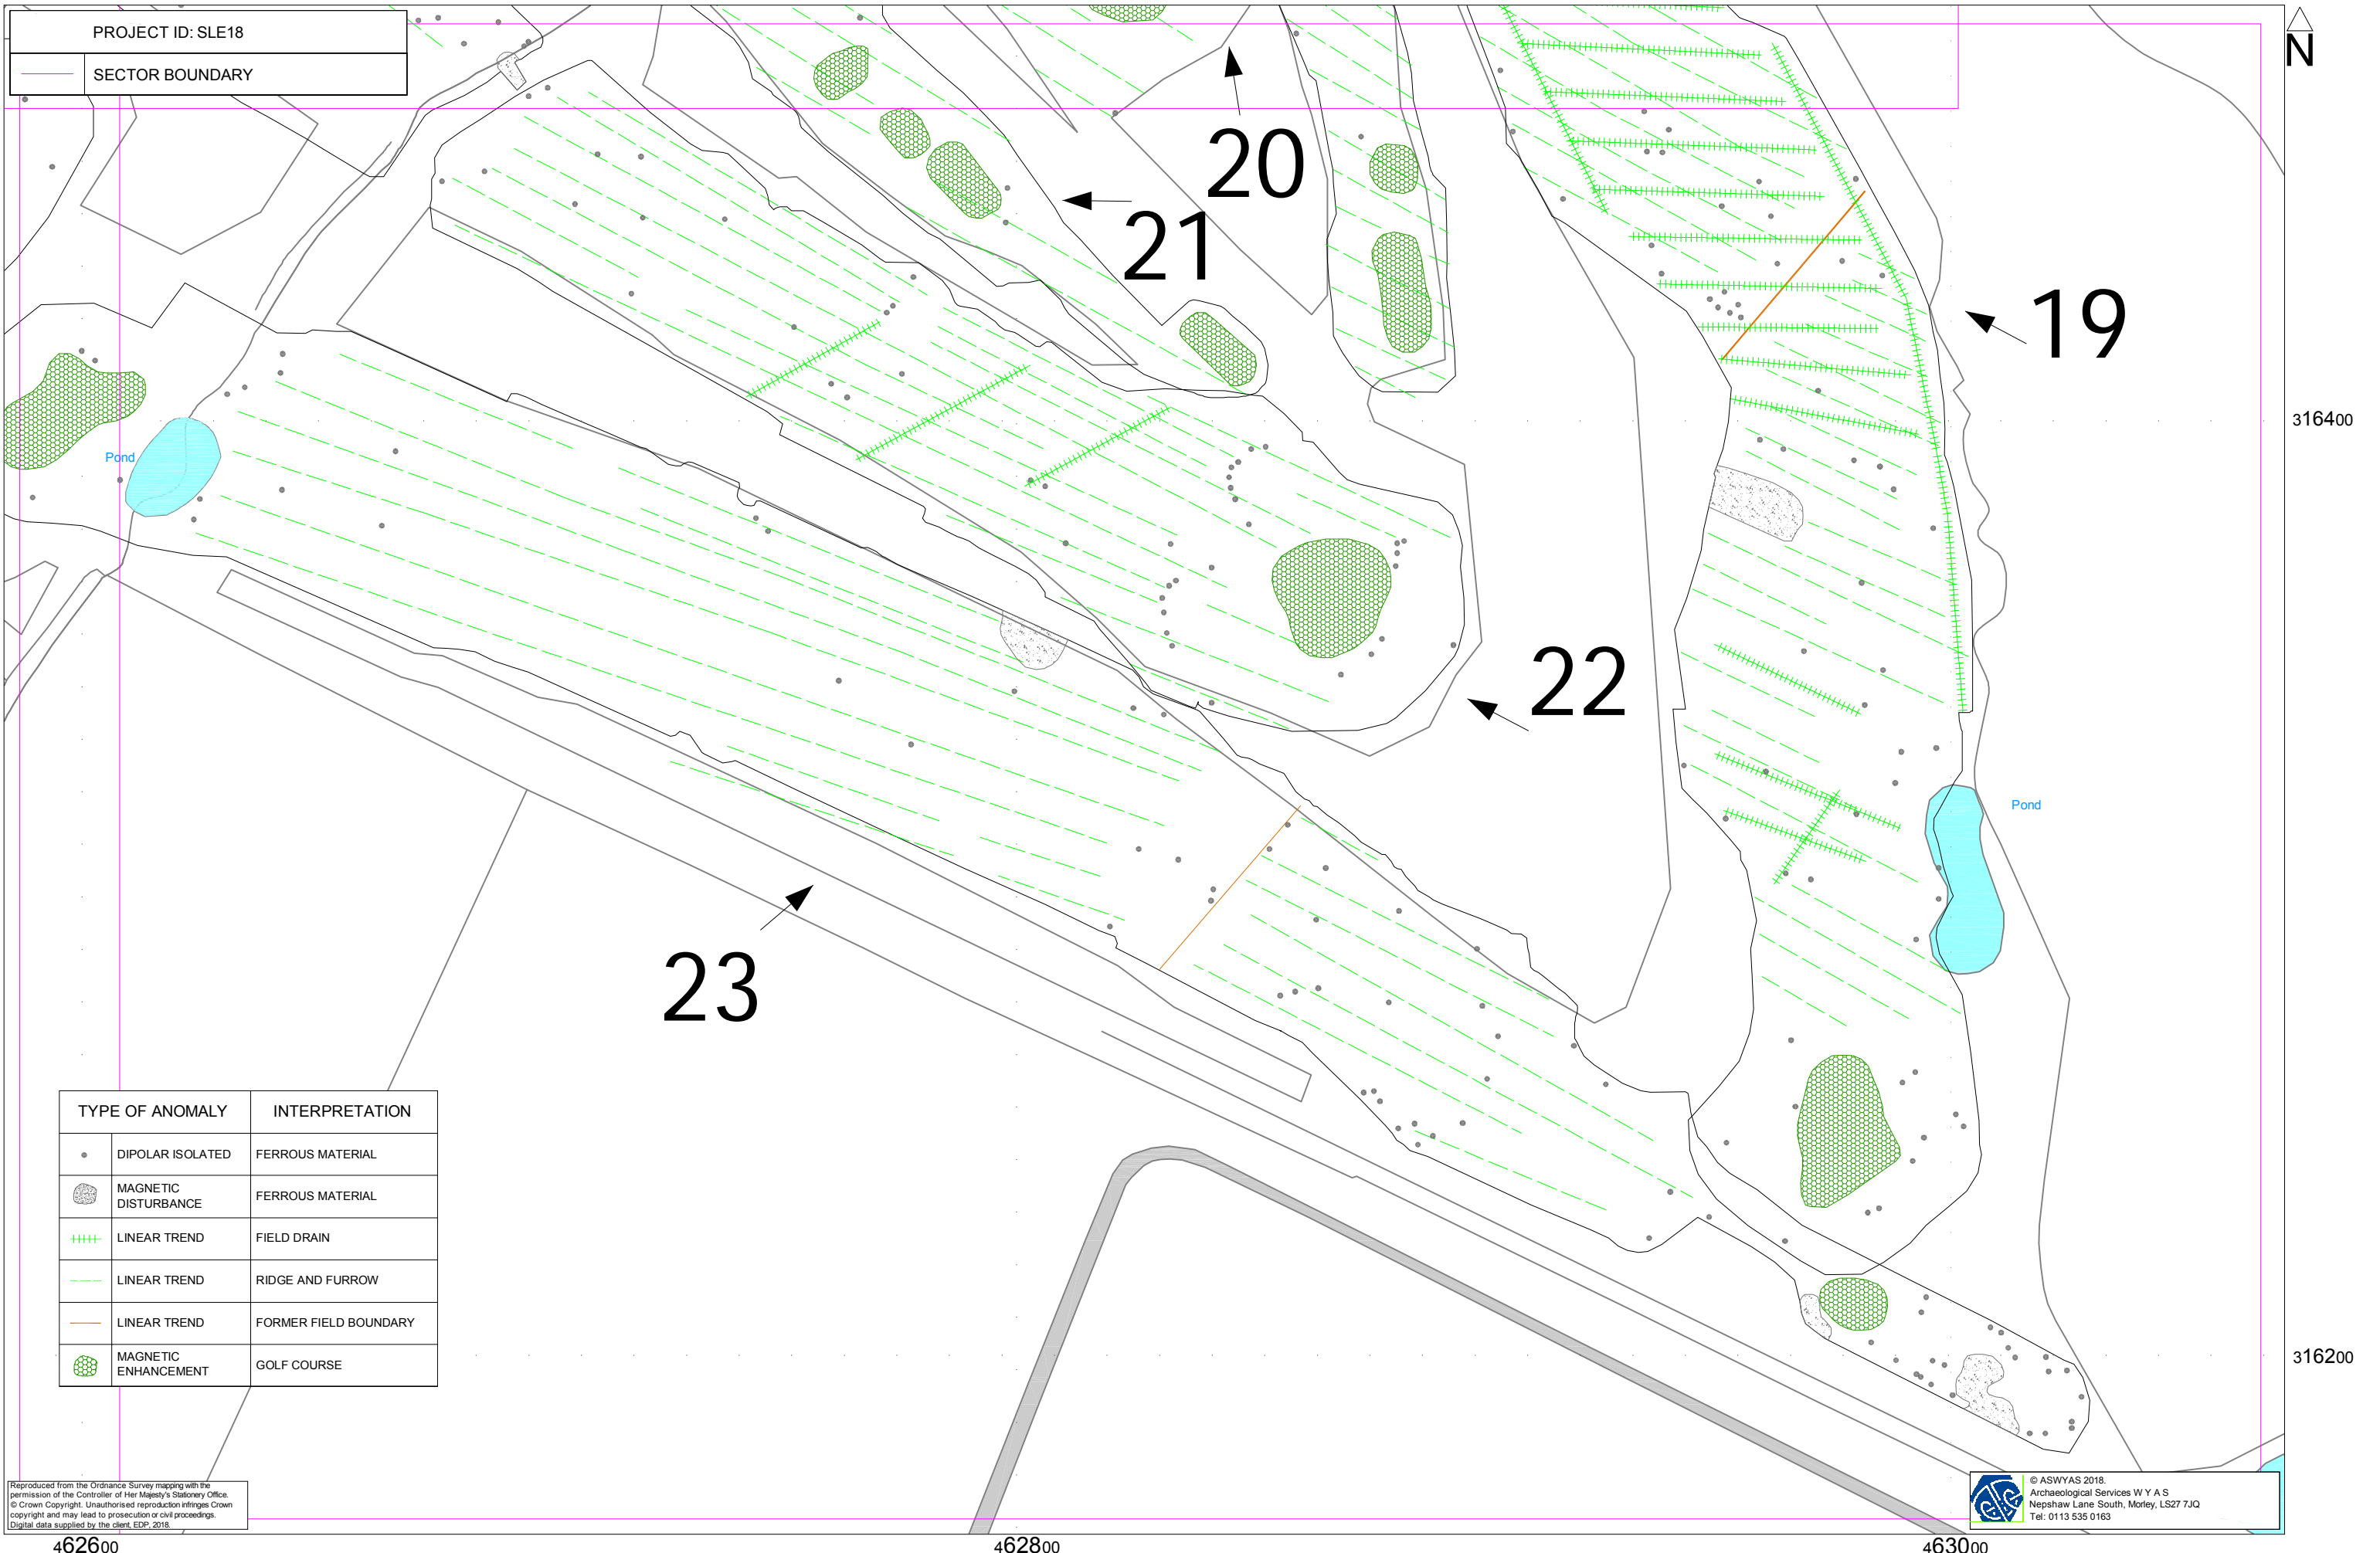 PROJECT ID: SLE18
SECTOR BOUNDARY
N
20
21
19
316400
Pond
22
Pond
23
TYPE OF ANOMALY INTERPRETATION
DIPOLAR ISOLATED FERROUS MATERIAL
MAGNETIC
DISTURBANCE FERROUS MATERIAL
LINEAR TREND FIELD DRAIN
LINEAR TREND RIDGE AND FURROW
LINEAR TREND FORMER FIELD BOUNDARY
MAGNETIC
ENHANCEMENT GOLF COURSE
316200
Reproduced from the Ordnance Survey mapping with the
permission of the Controller of Her Majesty's Stationery Office.
© Crown Copyright. Unauthorised reproduction infringes Crown
copyright and may lead to prosecution or civil proceedings.
Digital data supplied by the client, EDP, 2018.
© ASWYAS 2018.
Archaeological Services W Y A S
Nepshaw Lane South, Morley, LS27 7JQ
Tel: 0113 535 0163
462600
462800
463000